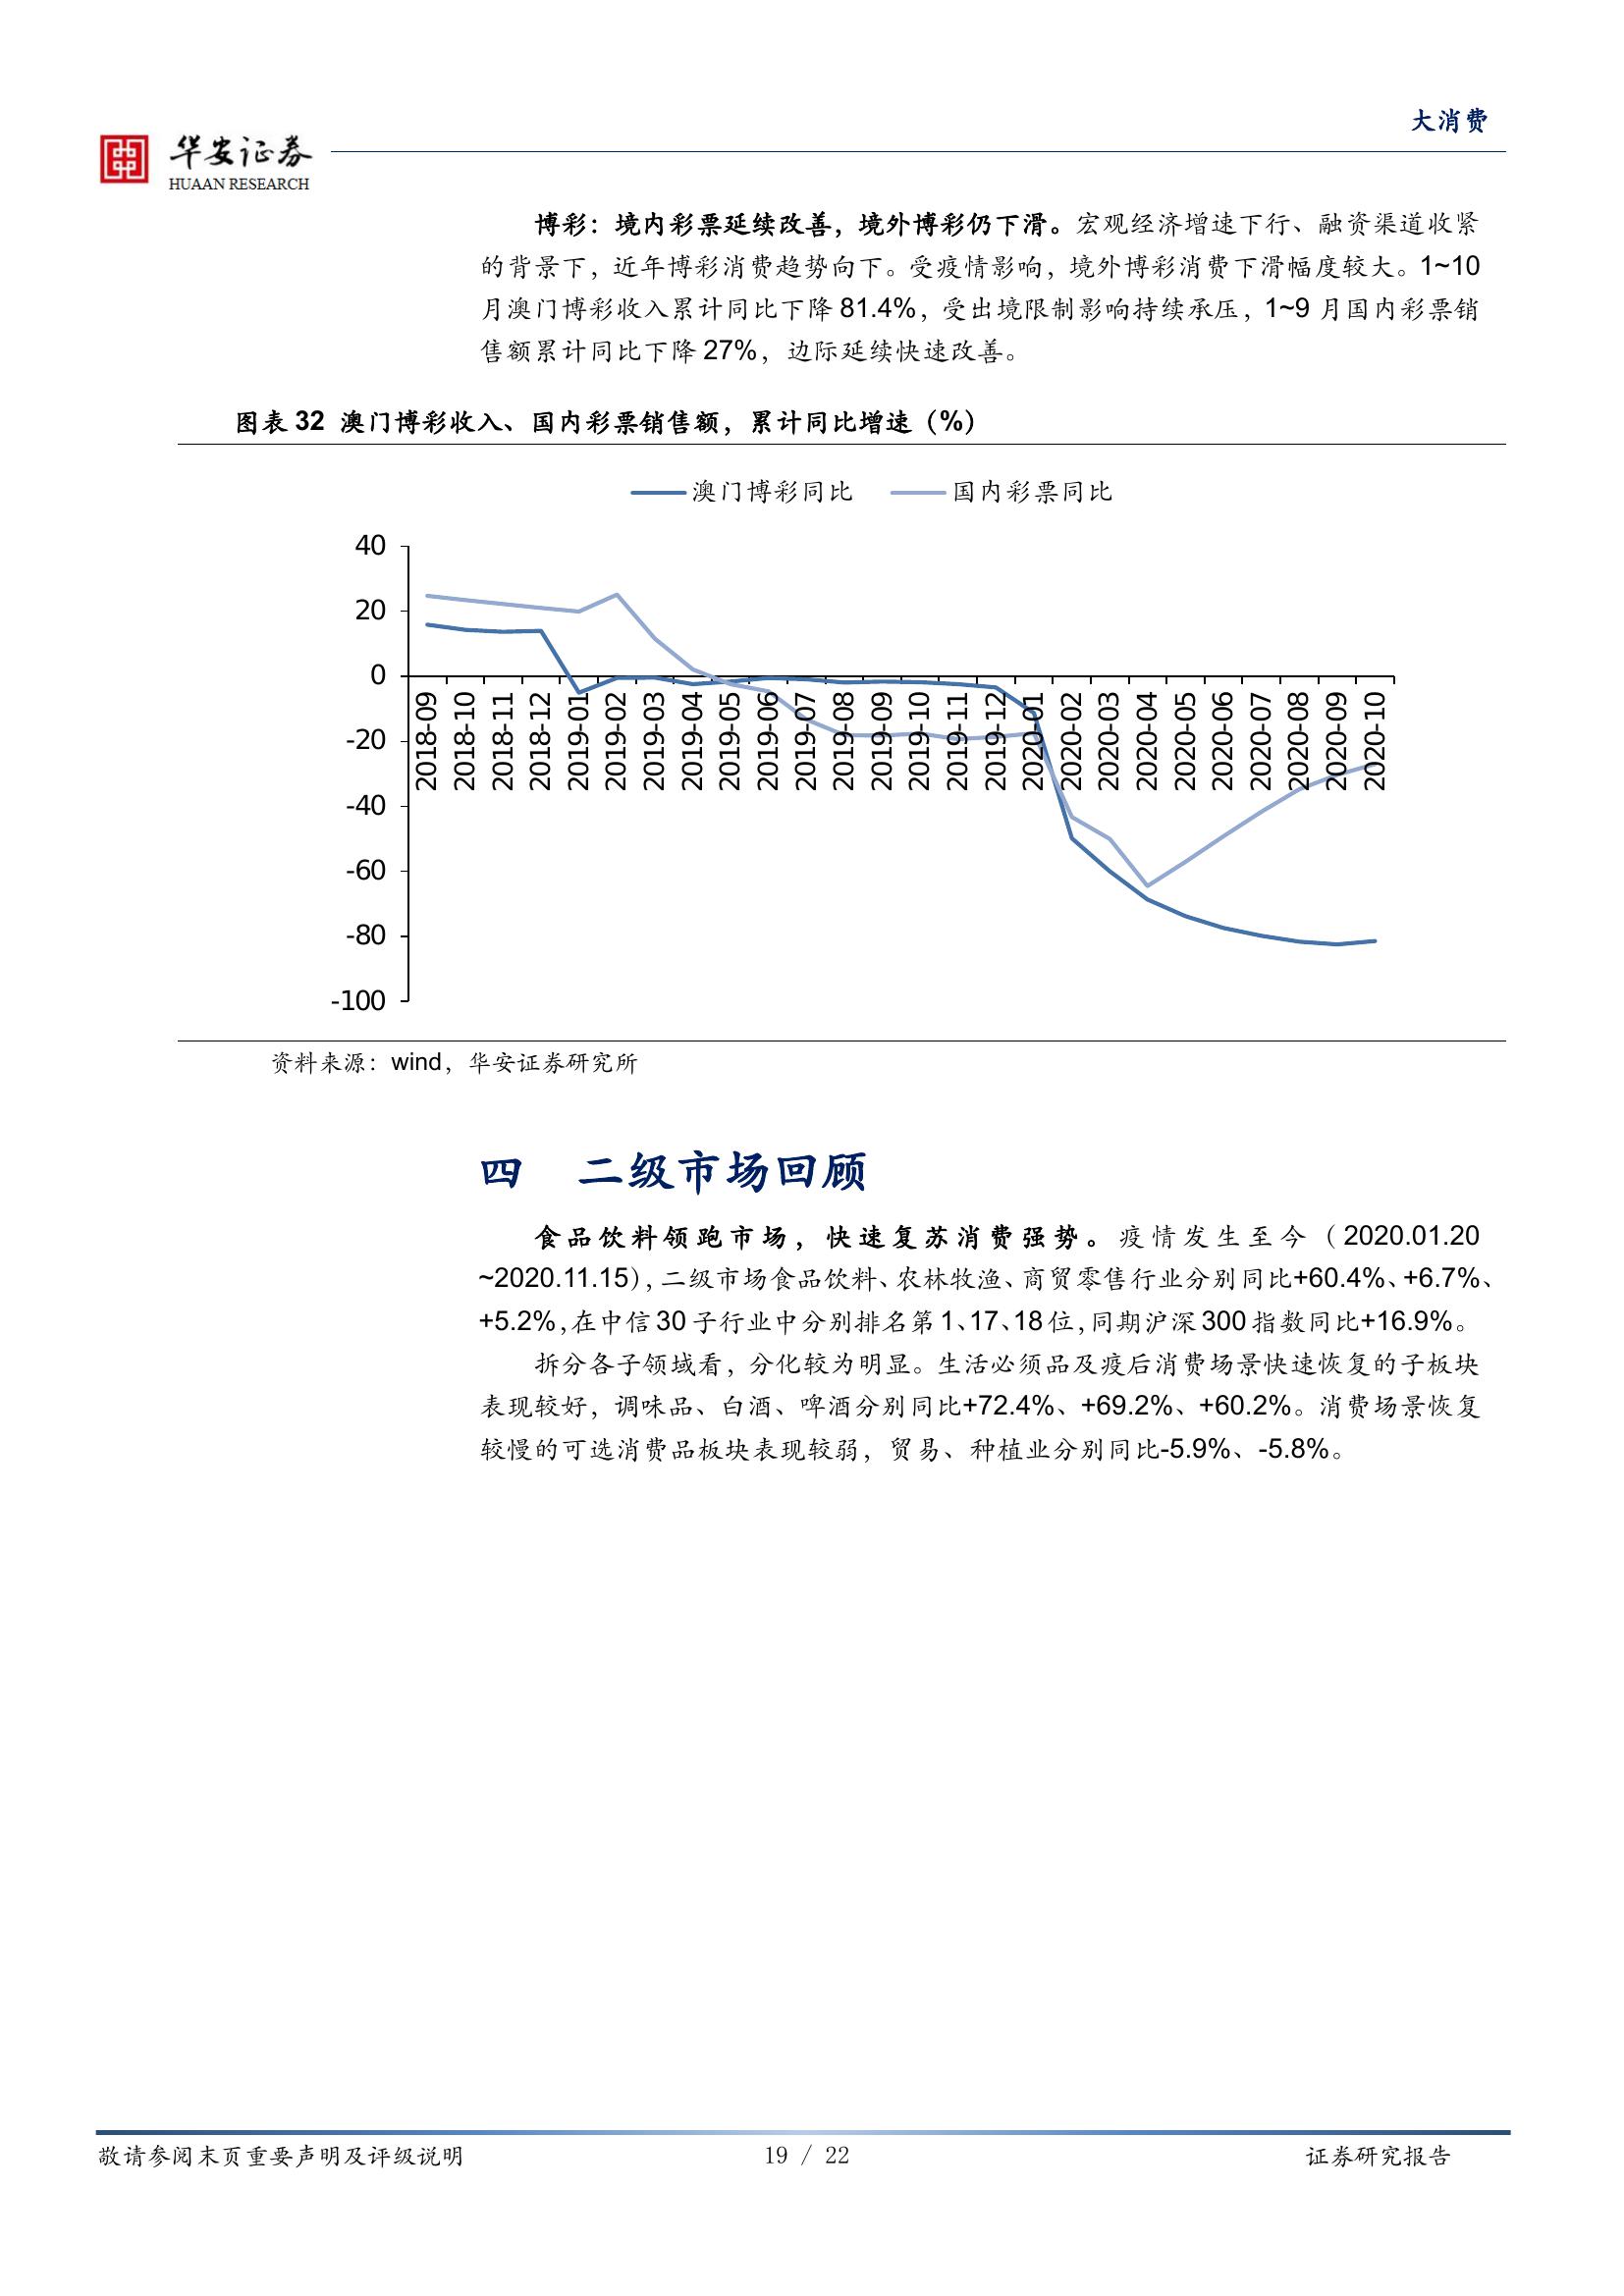 大消费
华安证券
HUAAN RESEARCH
博彩：境内彩票延续改善，境外博彩仍下滑。宏观经济增速下行、融资渠道收紧
的背景下，近年博彩消费趋势向下。受疫情影响，境外博彩消费下滑幅度较大。1~10
月澳门博彩收入累计同比下降 81.4%，受出境限制影响持续承压，1~9 月国内彩票销
售额累计同比下降 27%，边际延续快速改善。
图表 32 澳门博彩收入、国内彩票销售额，累计同比增速（%）
澳门博彩同比 国内彩票同比
40
20
0
-20
-40
-60
-80
-100
2018-09
2018-10
2018-11
2018-12
2019-01
2019-02
2019-03
2019-04
2019-05
2019-06
2019-07
2019-08
2019-09
2019-10
2019-11
2019-12
2020-01
2020-02
2020-03
2020-04
2020-05
2020-06
2020-07
2020-08
2020-09
2020-10
资料来源：wind，华安证券研究所
四 二级市场回顾
食品饮料领跑市场，快速复苏消费强势。疫情发生至今（2020.01.20
~2020.11.15），二级市场食品饮料、农林牧渔、商贸零售行业分别同比+60.4%、+6.7%、
+5.2%，在中信 30 子行业中分别排名第 1、17、18 位，同期沪深 300 指数同比+16.9%。
拆分各子领域看，分化较为明显。生活必须品及疫后消费场景快速恢复的子板块
表现较好，调味品、白酒、啤酒分别同比+72.4%、+69.2%、+60.2%。消费场景恢复
较慢的可选消费品板块表现较弱，贸易、种植业分别同比-5.9%、-5.8%。
敬请参阅末页重要声明及评级说明
19 / 22
证券研究报告